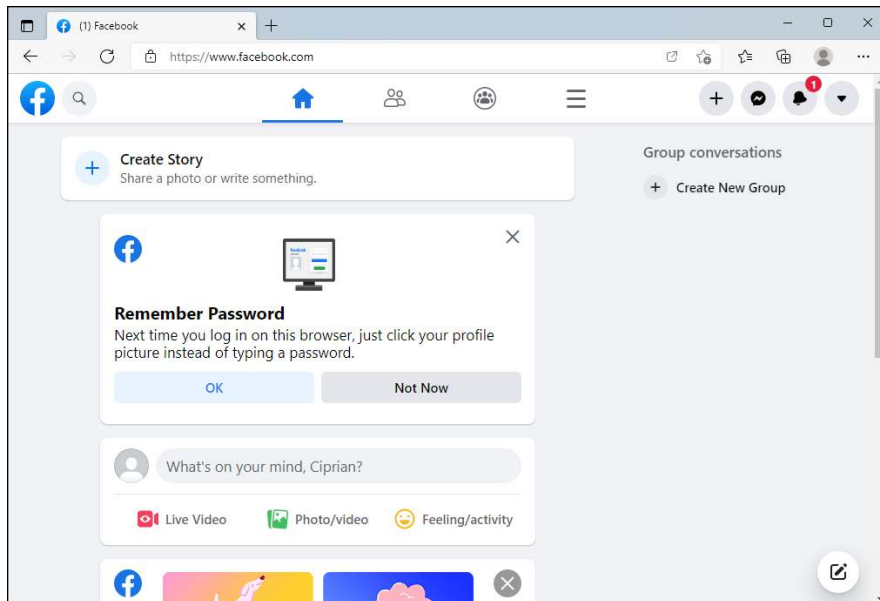 (1) Facebook
https://www.facebook.com
1
Create Story
Share a photo or write something.
Group conversations
Create New Group
Remember Password
Next time you log in on this browser, just click your profile
picture instead of typing a password.
OK
Not Now
What's on your mind, Ciprian?
Live Video
Photo/video
Feeling/activity